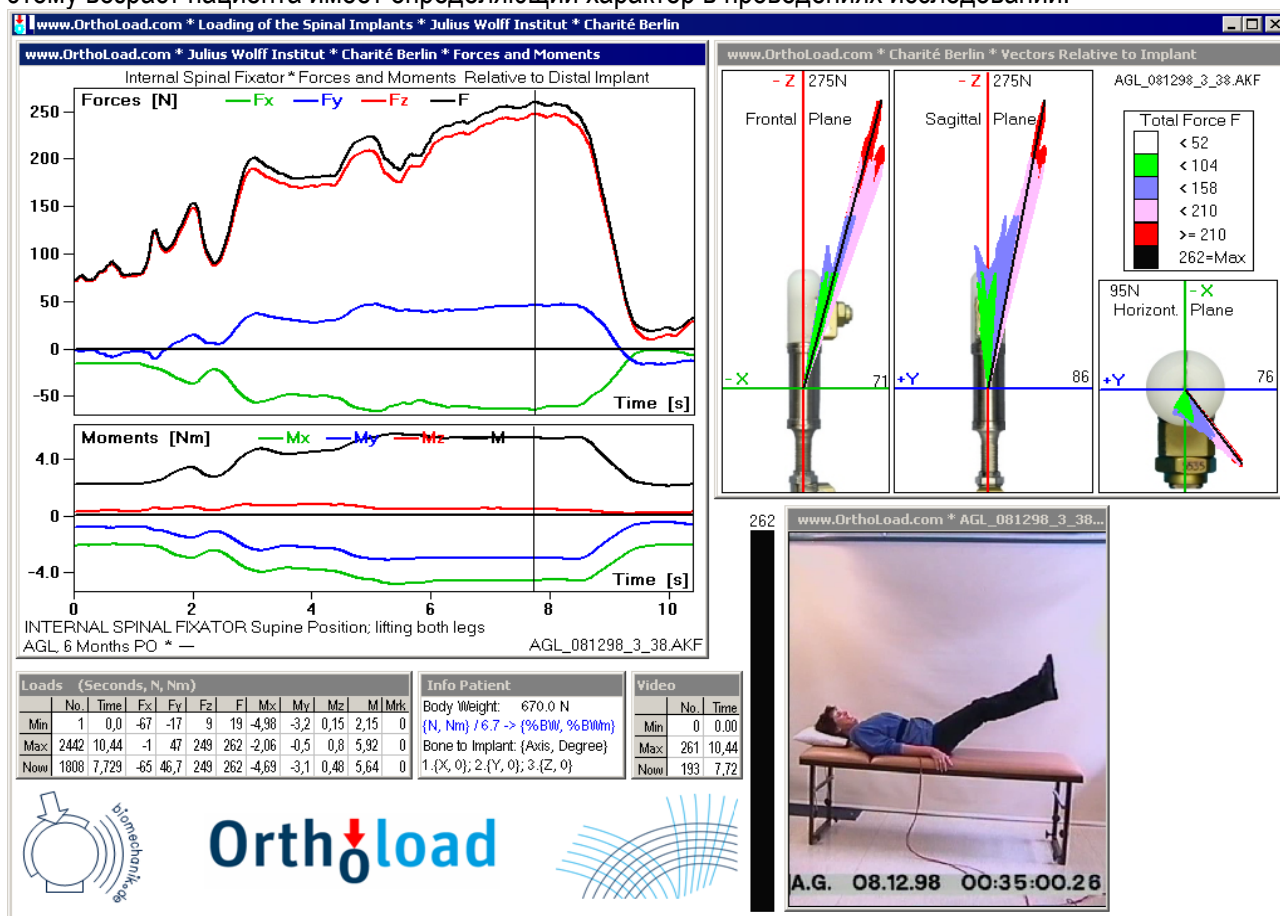 этому возраст пациента имеет определяющий характер в проведениях исследований.
www.OrthoLoad.com * Loading of the Spinal Implants * Julius Wolff Institut * Charité Berlin
www.OrthoLoad.com * Julius Wolff Institut * Charité Berlin * Forces and Moments
Internal Spinal Fixator * Forces and Moments Relative to Distal Implant
Forces [N] Fx Fy Fz F
250
200
150
100
50
0
-50
Time [s]
Moments [Nm] Mx My Mz M
4.0
0
-4.0
Time [s]
0 2 4 6 8 10
INTERNAL SPINAL FIXATOR Supine Position; lifting both legs
AGL, 6 Months PO * — AGL_081298_3_38.AKF
www.OrthoLoad.com * Charité Berlin * Vectors Relative to Implant
- Z 275N
Frontal Plane
- X 71
- Z 275N
Sagittal Plane
+Y 86
AGL_081298_3_38.AKF
Total Force F
< 52
< 104
< 158
< 210
>= 210
262=Max
95N - X
Horizont. Plane
+Y 76
Loads (Seconds, N, Nm)
No. Time Fx Fy Fz F Mx My Mz M Mrk
Min 1 0,0 -67 -17 9 19 -4,98 -3,2 0,15 2,15 0
Max 2442 10,44 -1 47 249 262 -2,06 -0,5 0,8 5,92 0
Now 1808 7,729 -65 46,7 249 262 -4,69 -3,1 0,48 5,64 0
Info Patient
Body Weight: 670.0 N
{N, Nm} / 6.7 -> {%BW, %BWm}
Bone to Implant: {Axis, Degree}
1.{X, 0}; 2.{Y, 0}; 3.{Z, 0}
Video
No. Time
Min 0 0.00
Max 261 10,44
Now 193 7,72
262
www.OrthoLoad.com * AGL_081298_3_38...
A.G. 08.12.98 00:35:00.26
biomechanik.de
Orthoload